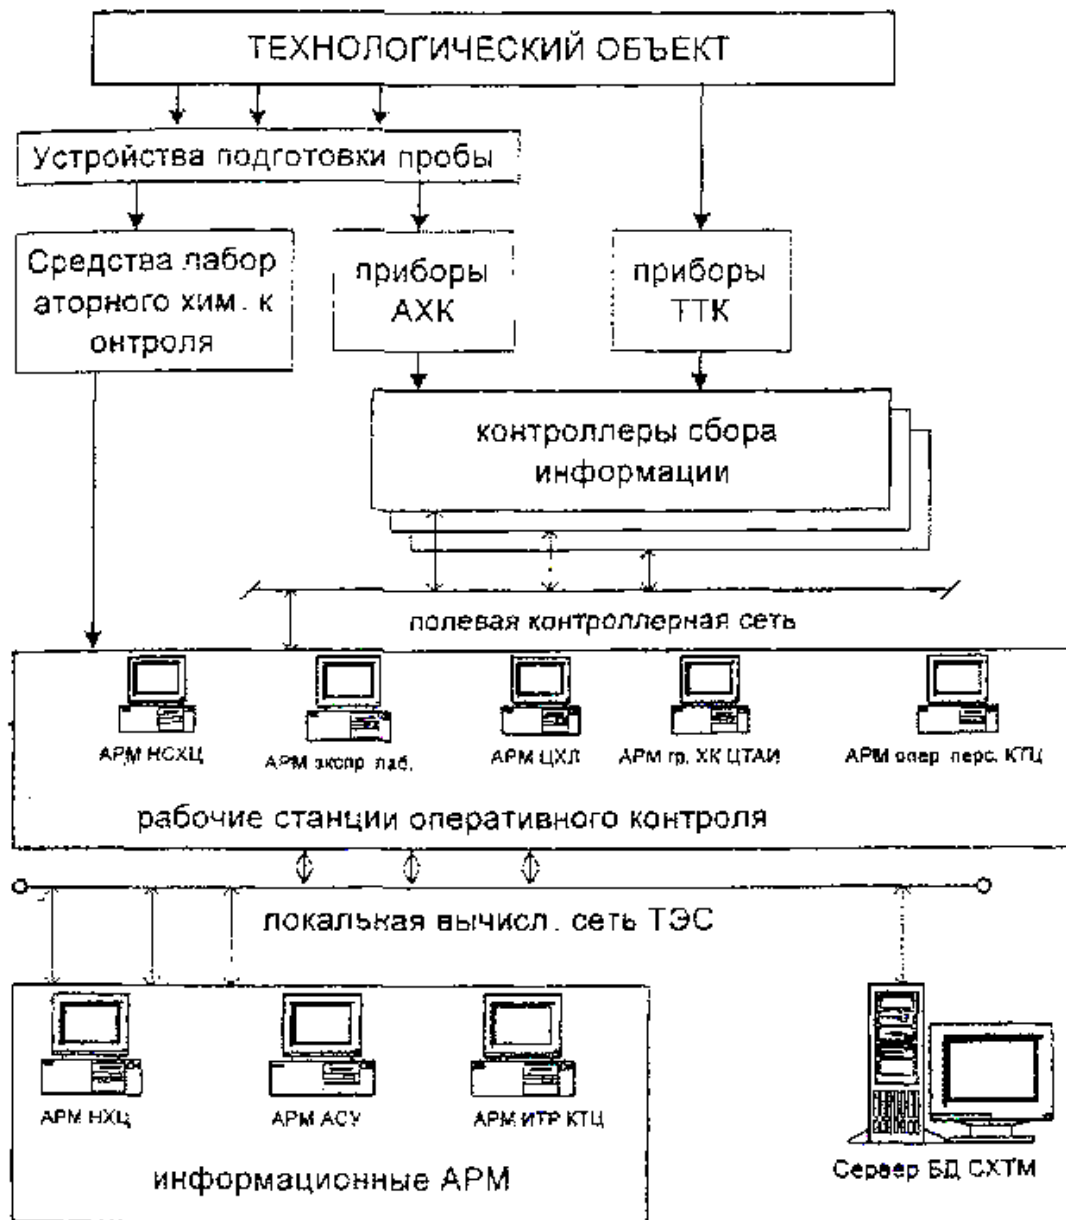 ТЕХНОЛОГИЧЕСКИЙ ОБЪЕКТ
Устройства подготовки пробы
Средства лабор
аторного хим. к
онтроля
приборы
АХК
приборы
ТТК
контроллеры сбора
информации
полевая контроллерная сеть
АРМ НСХЦ
АРМ экспр. лаб.
АРМ ЦХЛ
АРМ гр. ХК ЦТАИ
АРМ опер. перс. КТЦ
рабочие станции оперативного контроля
локальная вычисл. сеть ТЭС
АРМ НХЦ
АРМ АСУ
АРМ ИТР КТЦ
информационные АРМ
Сервер БД СХТМ